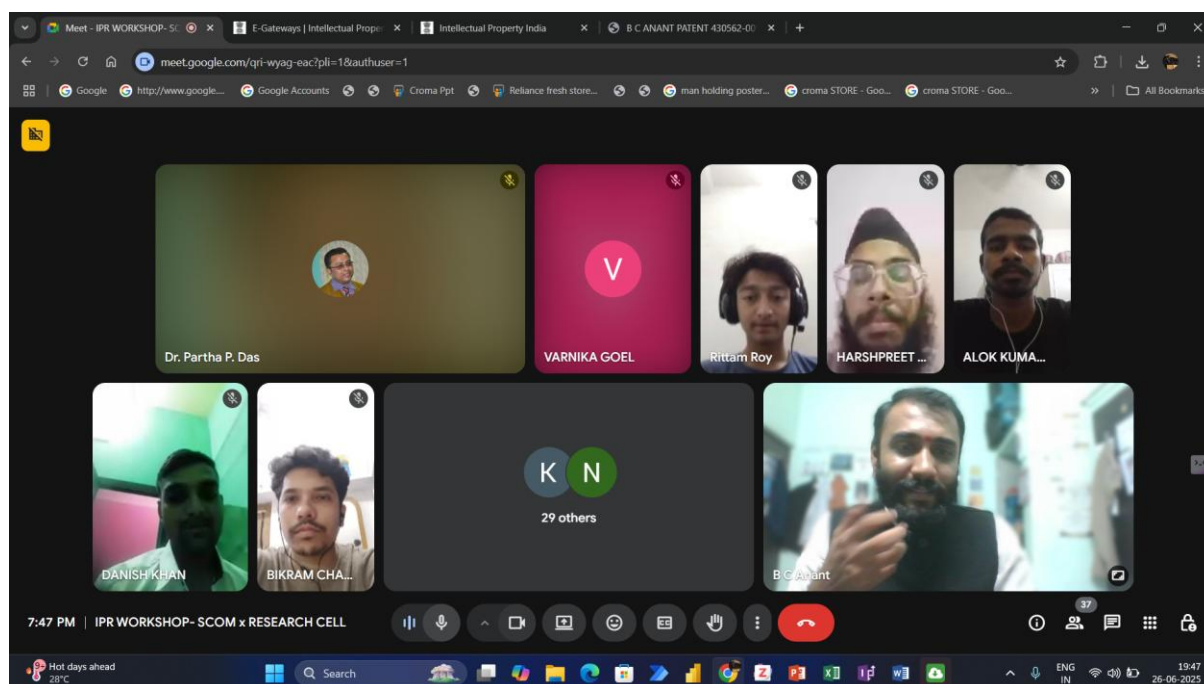 Meet - IPR WORKSHOP- SC
E-Gateways | Intellectual Proper
Intellectual Property India
B C ANANT PATENT 430562-00
meet.google.com/qri-wyag-eac?pli=1&authuser=1
Google
http://www.google....
Google Accounts
Croma Ppt
Reliance fresh store...
man holding poster...
croma STORE - Goo...
croma STORE - Goo...
All Bookmarks
Dr. Partha P. Das
V
VARNIKA GOEL
Rittam Roy
HARSHPREET ...
ALOK KUMA...
DANISH KHAN
BIKRAM CHA...
K N
29 others
B C Anant
7:47 PM | IPR WORKSHOP- SCOM x RESEARCH CELL
CC
37
Hot days ahead
28°C
Search
ENG
IN
19:47
26-06-2025